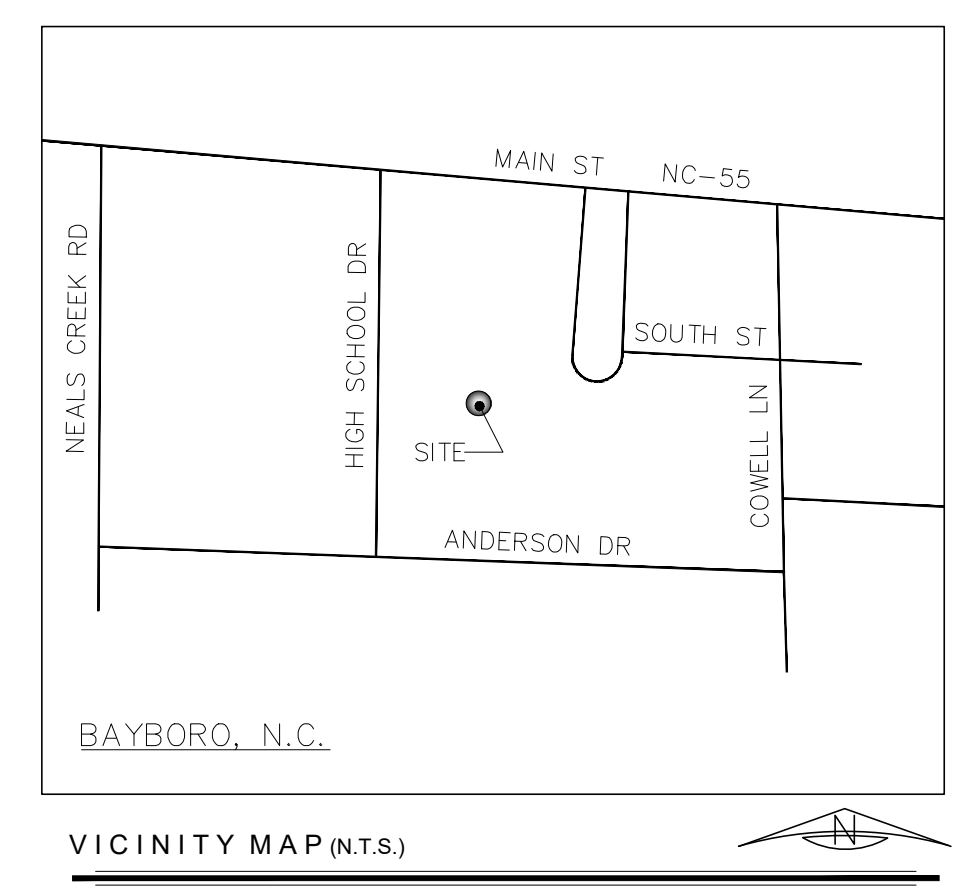 MAIN ST
NC-55
NEALS CREEK RD
HIGH SCHOOL DR
SOUTH ST
COWELL LN
SITE
ANDERSON DR
BAYBORO, N.C.
VICINITY MAP (N.T.S.)
N